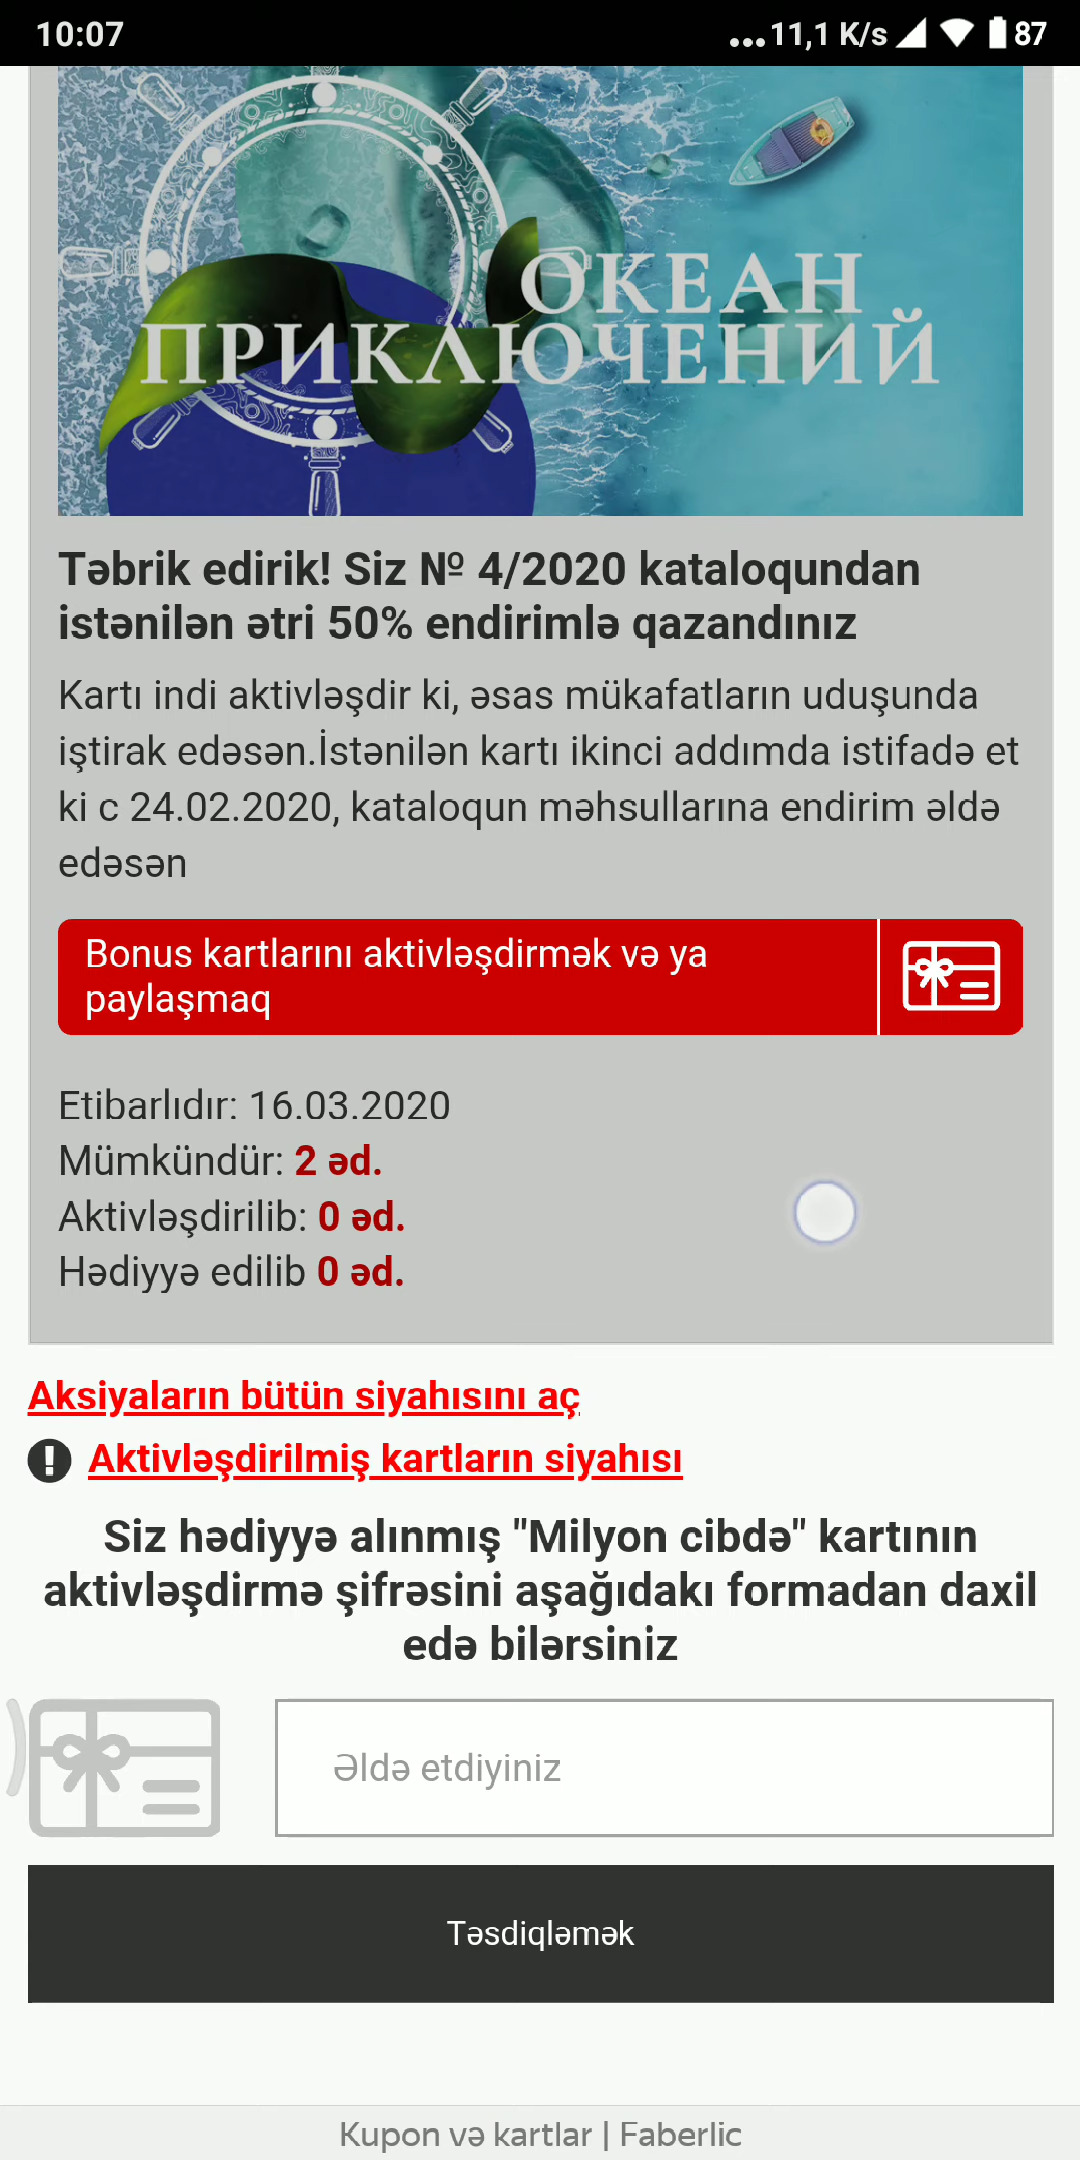 10:07
...11,1 K/s 87
ОКЕАН
ПРИКЛЮЧЕНИЙ
Təbrik edirik! Siz № 4/2020 kataloqundan
istənilən ətri 50% endirimlə qazandınız
Kartı indi aktivləşdir ki, əsas mükafatların uduşunda
iştirak edəsən.İstənilən kartı ikinci addımda istifadə et
ki c 24.02.2020, kataloqun məhsullarına endirim əldə
edəsən
Bonus kartlarını aktivləşdirmək və ya
paylaşmaq
Etibarlıdır: 16.03.2020
Mümkündür: 2 əd.
Aktivləşdirilib: 0 əd.
Hədiyyə edilib 0 əd.
Aksiyaların bütün siyahısını aç
Aktivləşdirilmiş kartların siyahısı
Siz hədiyyə alınmış "Milyon cibdə" kartının
aktivləşdirmə şifrəsini aşağıdakı formadan daxil
edə bilərsiniz
Əldə etdiyiniz
Təsdiqləmək
Kupon və kartlar | Faberlic